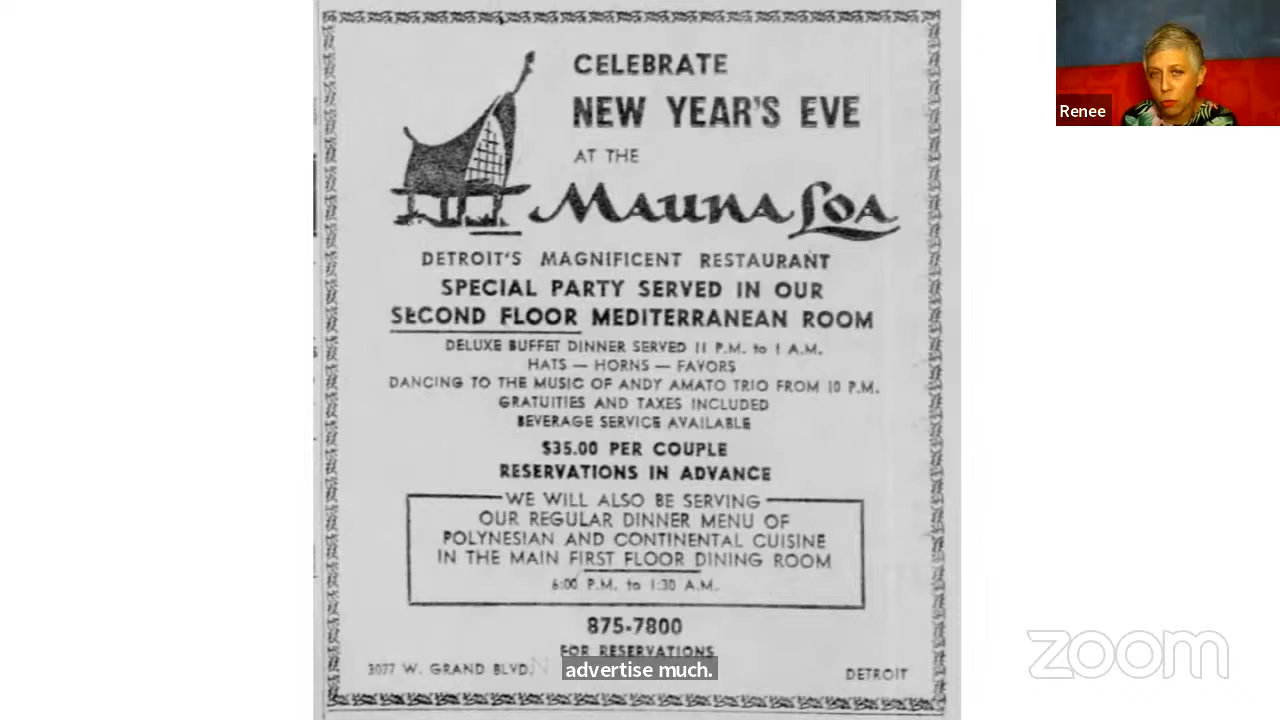 CELEBRATE
NEW YEAR'S EVE
AT THE
Mauna Loa
DETROIT'S MAGNIFICENT RESTAURANT
SPECIAL PARTY SERVED IN OUR
SECOND FLOOR MEDITERRANEAN ROOM
DELUXE BUFFET DINNER SERVED 11 P.M. to 1 A.M.
HATS — HORNS — FAVORS
DANCING TO THE MUSIC OF ANDY AMATO TRIO FROM 10 P.M.
GRATUITIES AND TAXES INCLUDED
BEVERAGE SERVICE AVAILABLE
$35.00 PER COUPLE
RESERVATIONS IN ADVANCE
WE WILL ALSO BE SERVING
OUR REGULAR DINNER MENU OF
POLYNESIAN AND CONTINENTAL CUISINE
IN THE MAIN FIRST FLOOR DINING ROOM
6:00 P.M. to 1:30 A.M.
875-7800
FOR RESERVATIONS
3077 W. GRAND BLVD.
DETROIT
advertise much.
Renee
zoom